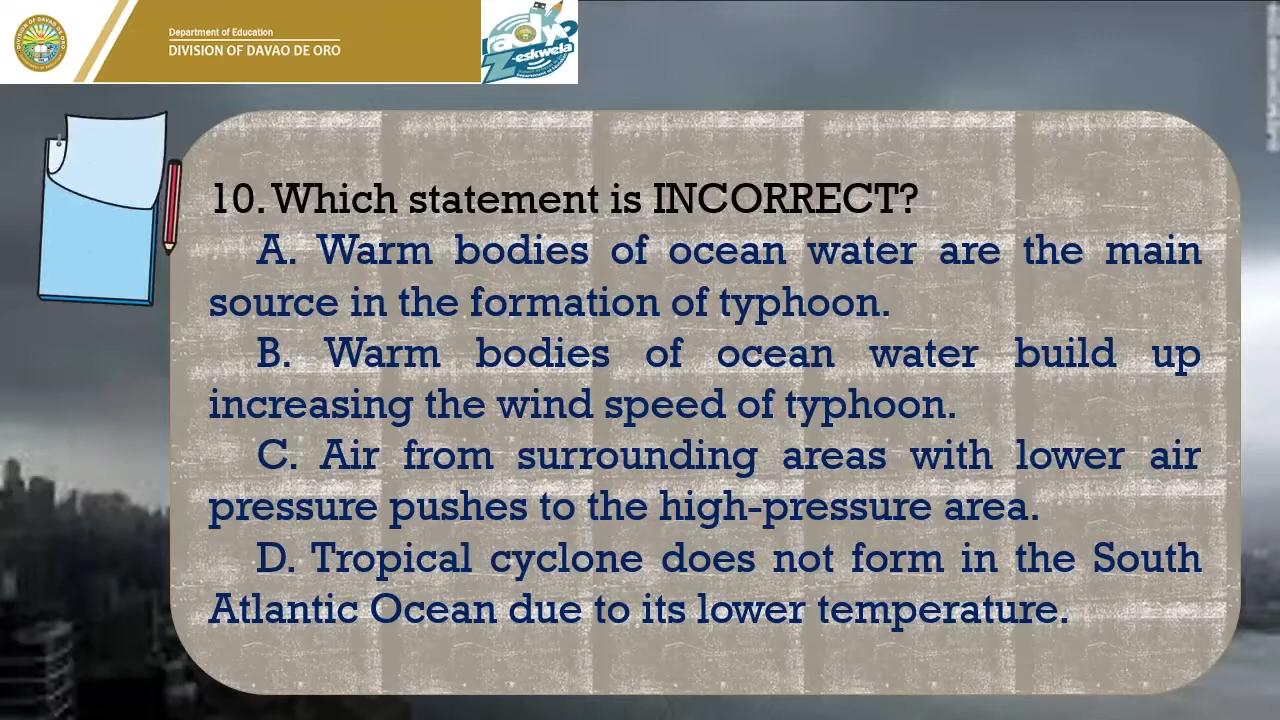 Department of Education
DIVISION OF DAVAO DE ORO
eskwela
10. Which statement is INCORRECT?
A. Warm bodies of ocean water are the main
source in the formation of typhoon.
B. Warm bodies of ocean water build up
increasing the wind speed of typhoon.
C. Air from surrounding areas with lower air
pressure pushes to the high-pressure area.
D. Tropical cyclone does not form in the South
Atlantic Ocean due to its lower temperature.